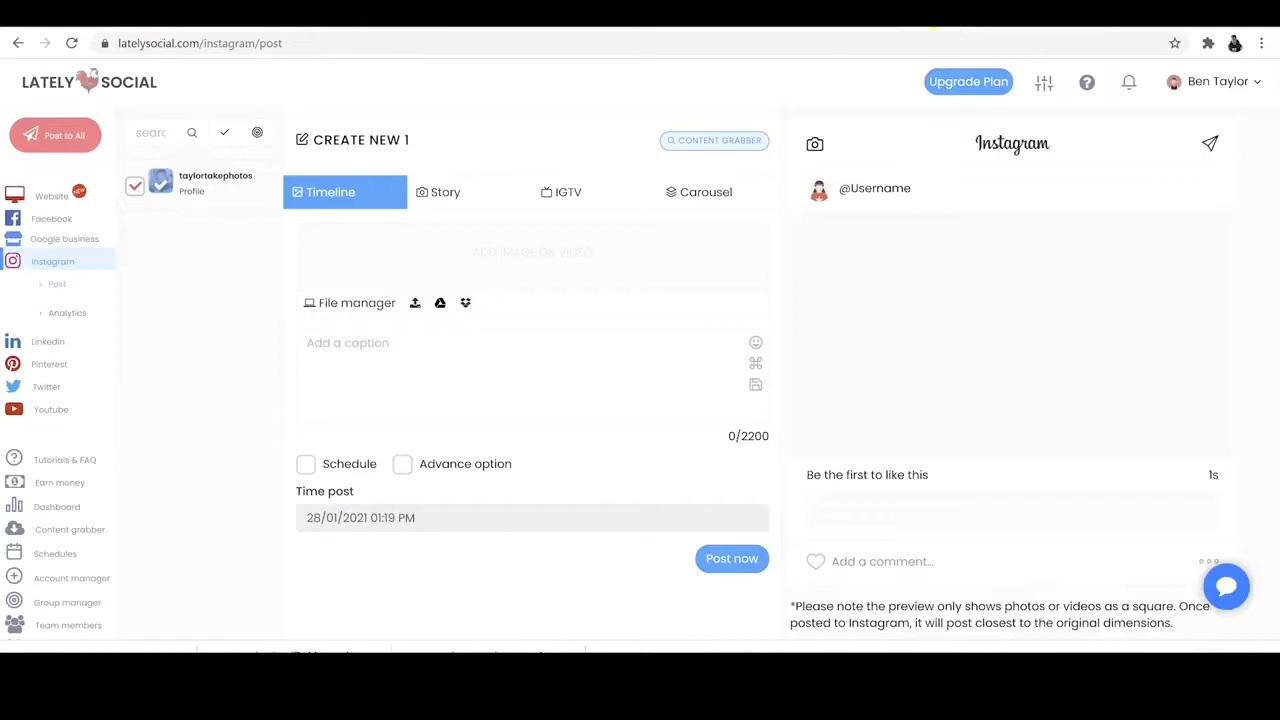 latelysocial.com/instagram/post
LATELY SOCIAL
Upgrade Plan
Ben Taylor
Post to All
Website NEW
Facebook
Google business
Instagram
Post
Analytics
LinkedIn
Pinterest
Twitter
Youtube
Tutorials & FAQ
Earn money
Dashboard
Content grabber
Schedules
Account manager
Group manager
Team members
searc
taylortakephotos
Profile
CREATE NEW 1
CONTENT GRABBER
Timeline
Story
IGTV
Carousel
ADD IMAGE OR VIDEO
File manager
Add a caption
0/2200
Schedule
Advance option
Time post
28/01/2021 01:19 PM
Post now
Instagram
@Username
Be the first to like this
1s
Add a comment...
*Please note the preview only shows photos or videos as a square. Once
posted to Instagram, it will post closest to the original dimensions.